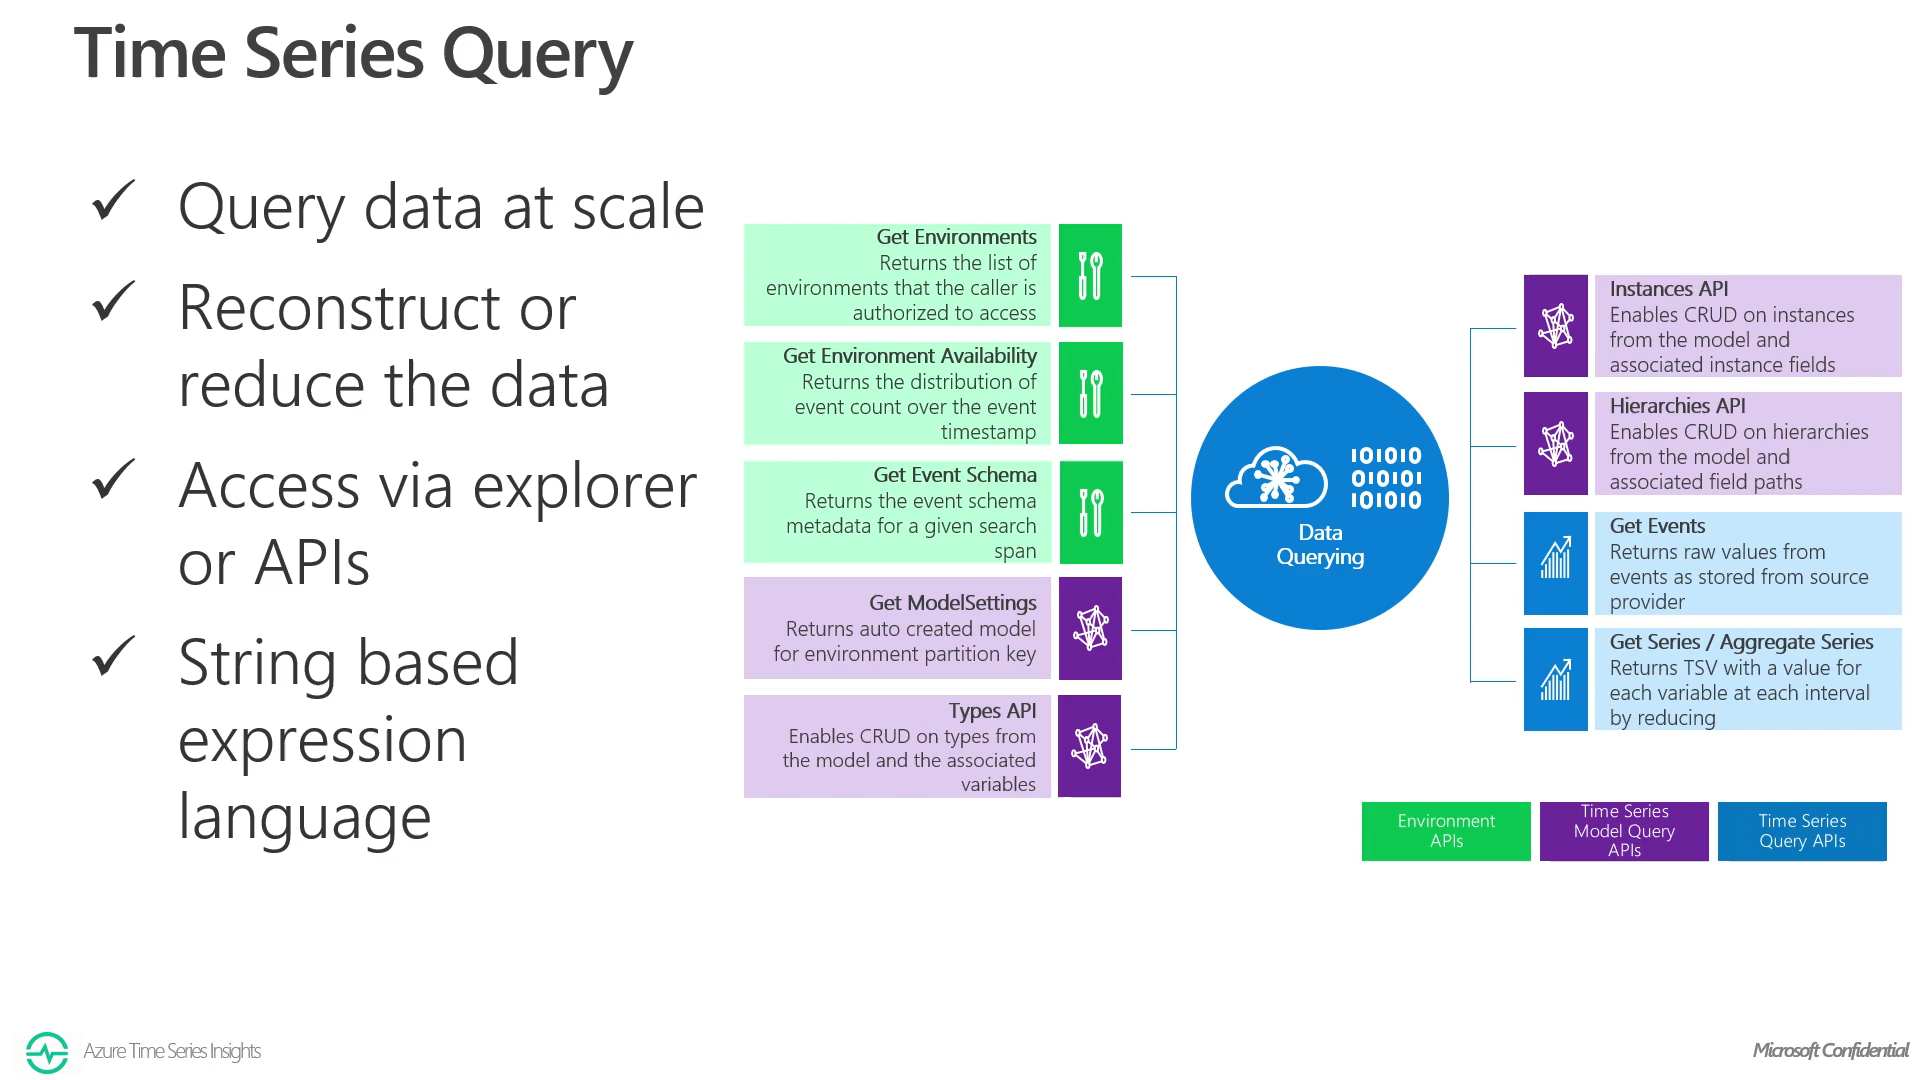 Time Series Query
Query data at scale
Reconstruct or
reduce the data
Access via explorer
or APIs
String based
expression
language
Get Environments
Returns the list of
environments that the caller is
authorized to access
Get Environment Availability
Returns the distribution of
event count over the event
timestamp
Get Event Schema
Returns the event schema
metadata for a given search
span
Get ModelSettings
Returns auto created model
for environment partition key
Types API
Enables CRUD on types from
the model and the associated
variables
101010
010101
101010
Data
Querying
Instances API
Enables CRUD on instances
from the model and
associated instance fields
Hierarchies API
Enables CRUD on hierarchies
from the model and
associated field paths
Get Events
Returns raw values from
events as stored from source
provider
Get Series / Aggregate Series
Returns TSV with a value for
each variable at each interval
by reducing
Environment
APIs
Time Series
Model Query
APIs
Time Series
Query APIs
Azure Time Series Insights
Microsoft Confidential